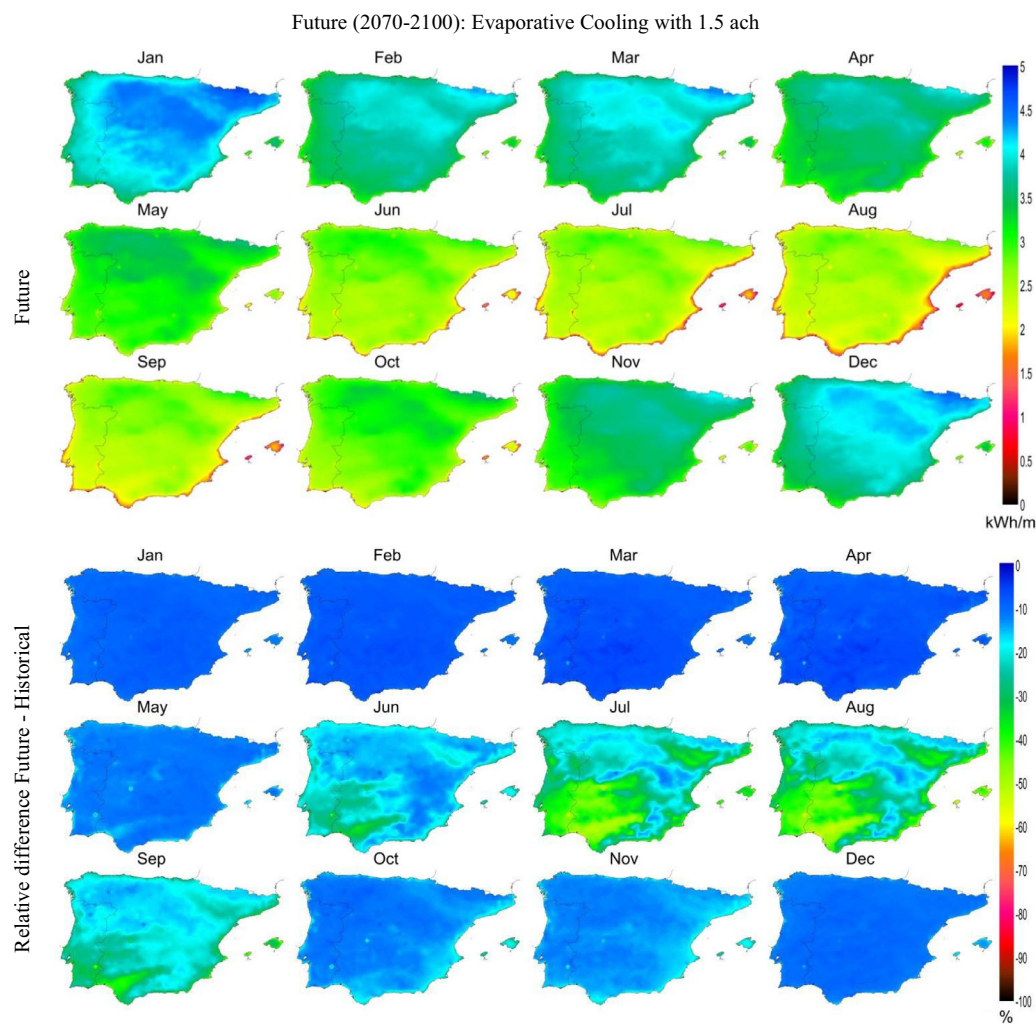 Future (2070-2100): Evaporative Cooling with 1.5 ach
Jan Feb Mar Apr
May Jun Jul Aug
Sep Oct Nov Dec
Future
5
4.5
4
3.5
3
2.5
2
1.5
1
0.5
0
kWh/m
Jan Feb Mar Apr
May Jun Jul Aug
Sep Oct Nov Dec
Relative difference Future - Historical
0
-10
-20
-30
-40
-50
-60
-70
-80
-90
-100
%